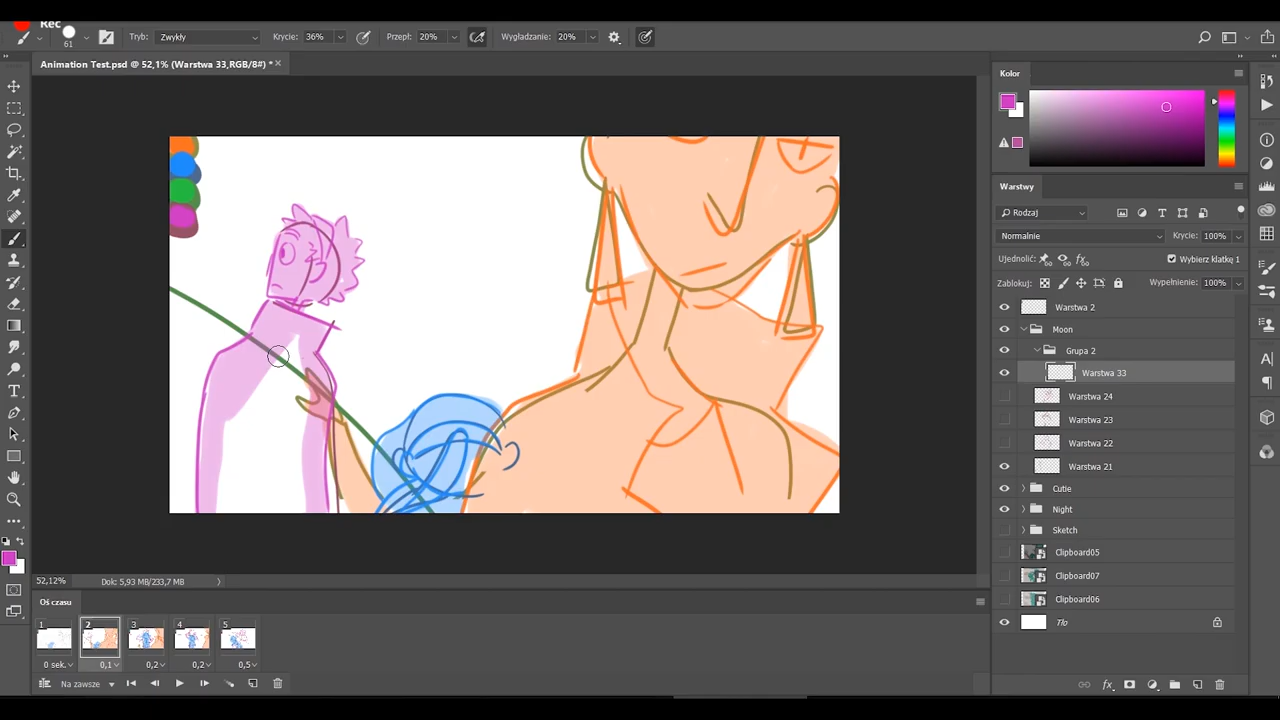 Rec
61
Tryb: Zwykły Krycie: 36% Przepł: 20% Wygładzanie: 20%
Animation Test.psd @ 52,1% (Warstwa 33,RGB/8#) *
Kolor
Warstwy
Rodzaj
Normalnie Krycie: 100%
Ujednolić: Wybierz klatkę 1
Zablokuj: Wypełnienie: 100%
Warstwa 2
Moon
Grupa 2
Warstwa 33
Warstwa 24
Warstwa 23
Warstwa 22
Warstwa 21
Cutie
Night
Sketch
Clipboard05
Clipboard07
Clipboard06
Tło
52,12% Dok: 5,93 MB/233,7 MB
Oś czasu
1 2 3 4 5
0 sek. 0,1 0,2 0,2 0,5
Na zawsze